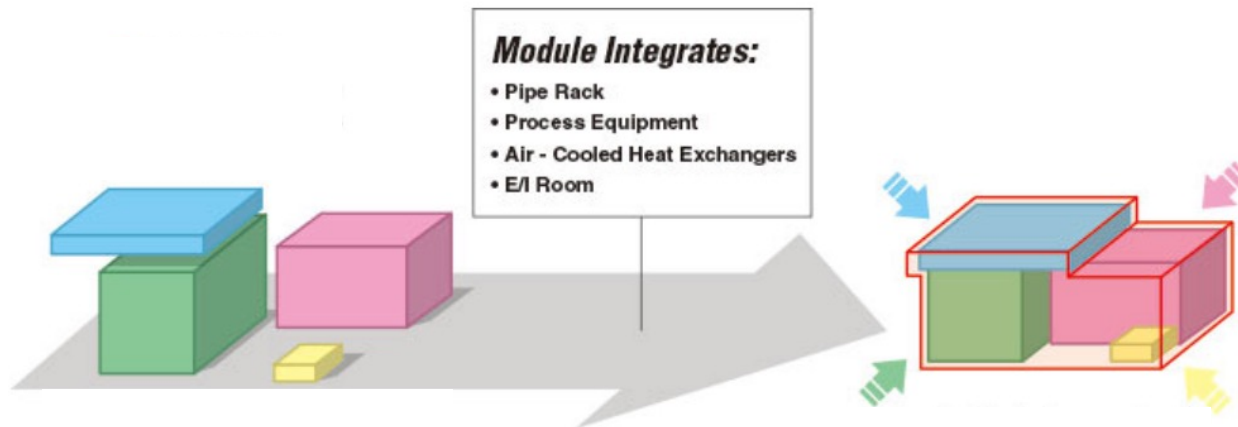 Module Integrates:
• Pipe Rack
• Process Equipment
• Air - Cooled Heat Exchangers
• E/I Room